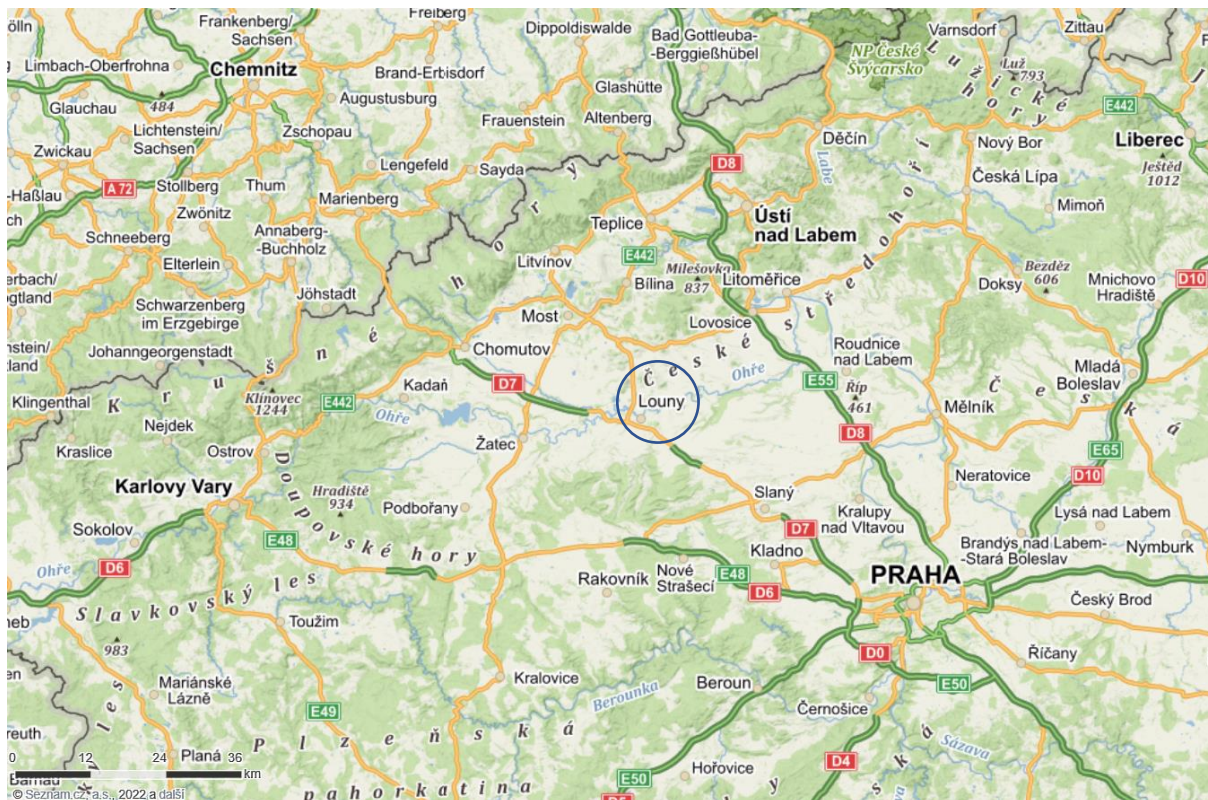 Freiberg
Frankenberg/
Sachsen
Dippoldiswalde
Bad Gottleuba-
-Berggießhübel
NP České
Švýcarsko
Varnsdorf
Zittau
Luž
793
Lužické
hory
Limbach-Oberfrohna
Chemnitz
Brand-Erbisdorf
Glashütte
484
Glauchau
Augustusburg
Frauenstein
Altenberg
E442
Lichtenstein/
Sachsen
Zschopau
Děčín
Labe
Nový Bor
Liberec
Ještěd
1012
Zwickau
Lengefeld
Sayda
D8
Česká Lípa
-Haßlau
A 72
Stollberg
Thum
Marienberg
Mimoň
Zwönitz
Teplice
Ústí
nad Labem
Schneeberg
Annaberg-
-Buchholz
E442
Elterlein
Litvínov
Milešovka
837
Litoměřice
Bílina
Bezděz
606
Doksy
Mnichovo
Hradiště
D10
Jöhstadt
Schwarzenberg
im Erzgebirge
Most
Lovosice
České středohoří
Roudnice
nad Labem
Johanngeorgenstadt
Chomutov
Krušné hory
Mladá
Boleslav
D7
Ohře
E55
Kadaň
Klínovec
1244
E442
Ohře
Louny
Říp
461
Mělník
Klingenthal
Nejdek
D8
Kraslice
Ostrov
Žatec
E65
Karlovy Vary
Hradiště
934
Podbořany
Slaný
Neratovice
D10
Sokolov
Doupovské hory
Kralupy
nad Vltavou
Lysá nad Labem
D7
E48
Kladno
Brandýs nad Labem-
-Stará Boleslav
Nymburk
Ohře
D6
Rakovník
Nové
Strašecí
E48
D6
PRAHA
Slavkovský les
Český Brod
Toužim
983
D0
Říčany
Mariánské
Lázně
Kralovice
Berounka
Beroun
E50
E49
Černošice
Plzeňská
pahorkatina
Sázava
Planá
D4
Hořovice
E50
D5
0 12 24 36
km
© Seznam.cz, a.s., 2022 a další